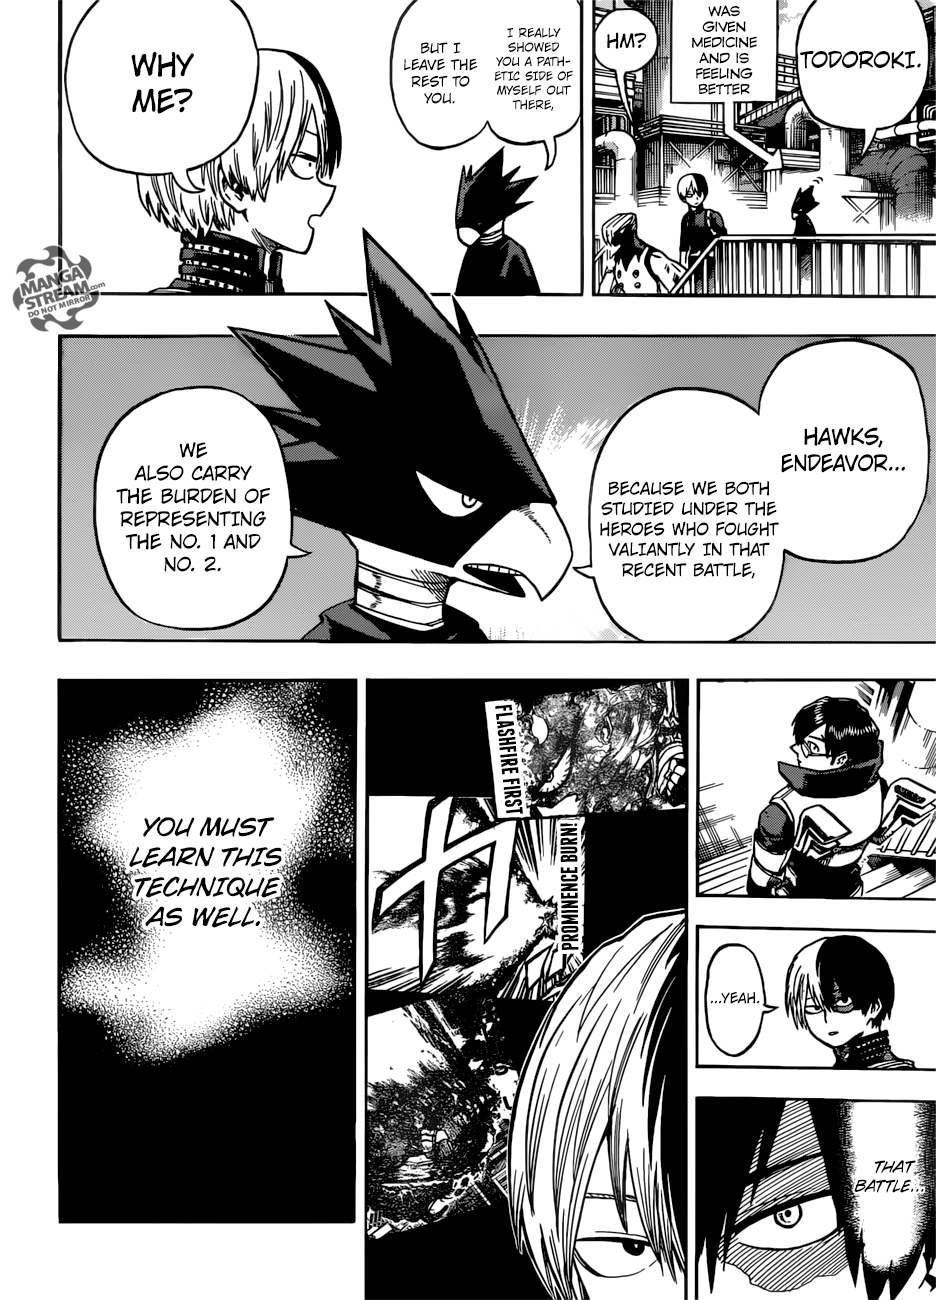 TODOROKI.
WAS
GIVEN
MEDICINE
AND IS
FEELING
BETTER
HM?
I REALLY
SHOWED
YOU A PATH-
ETIC SIDE OF
MYSELF OUT
THERE,
BUT I
LEAVE THE
REST TO
YOU.
WHY
ME?
MANGA
STREAM.com
DO NOT MIRROR
HAWKS,
ENDEAVOR...
BECAUSE WE BOTH
STUDIED UNDER THE
HEROES WHO FOUGHT
VALIANTLY IN THAT
RECENT BATTLE,
WE
ALSO CARRY
THE BURDEN OF
REPRESENTING
THE NO. 1 AND
NO. 2.
...YEAH.
THAT
BATTLE...
FLASHFIRE FIRST
PROMINENCE BURN!
YOU MUST
LEARN THIS
TECHNIQUE
AS WELL.